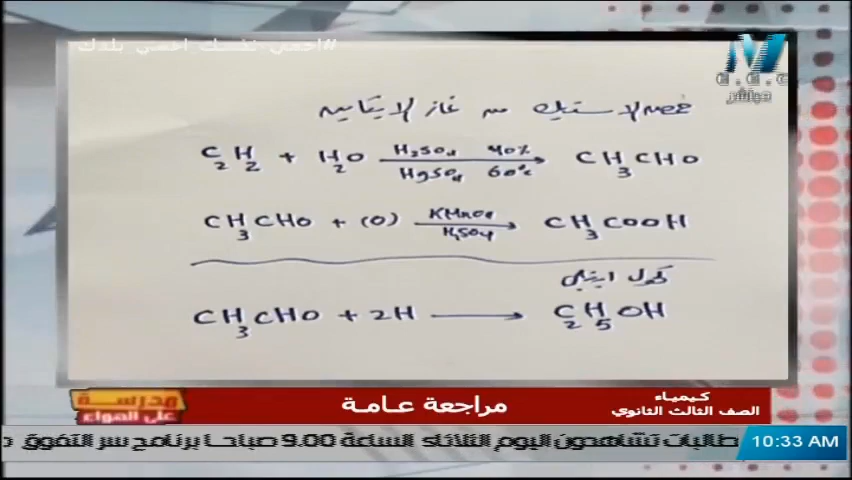 #احمي نفسك احمي بلدك
مباشر
حمض الاستيك من غاز الايثاين
C2H2 + H2O H2SO4 40% HgSO4 60°C CH3CHO
CH3CHO + (O) KMnO4 H2SO4 CH3COOH
كحول ايثيلي
CH3CHO + 2H C2H5OH
مدرسة على الهواء
مراجعة عامة
كيمياء
الصف الثالث الثانوي
طالبات تشاهدون اليوم الثلاثاء الساعة 9.00 صباحا برنامج سر التفوق
10:33 AM